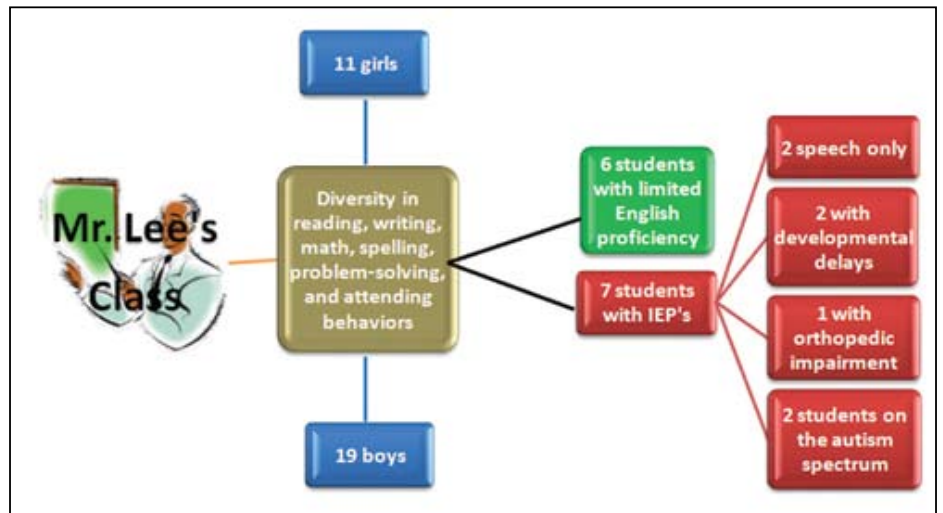 11 girls
Mr. Lee's
Class
Diversity in
reading, writing,
math, spelling,
problem-solving,
and attending
behaviors
19 boys
6 students
with limited
English
proficiency
7 students
with IEP's
2 speech only
2 with
developmental
delays
1 with
orthopedic
impairment
2 students on
the autism
spectrum